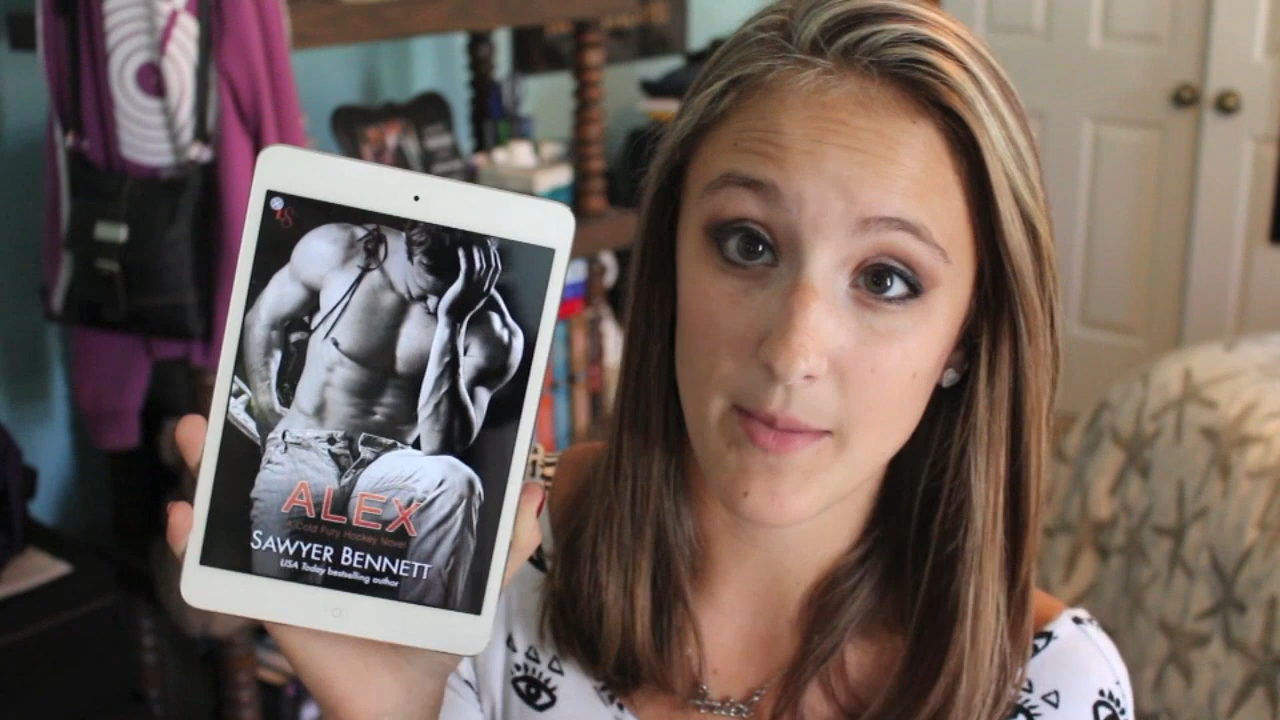 ALEX
A Cold Fury Hockey Novel
SAWYER BENNETT
USA Today bestselling author